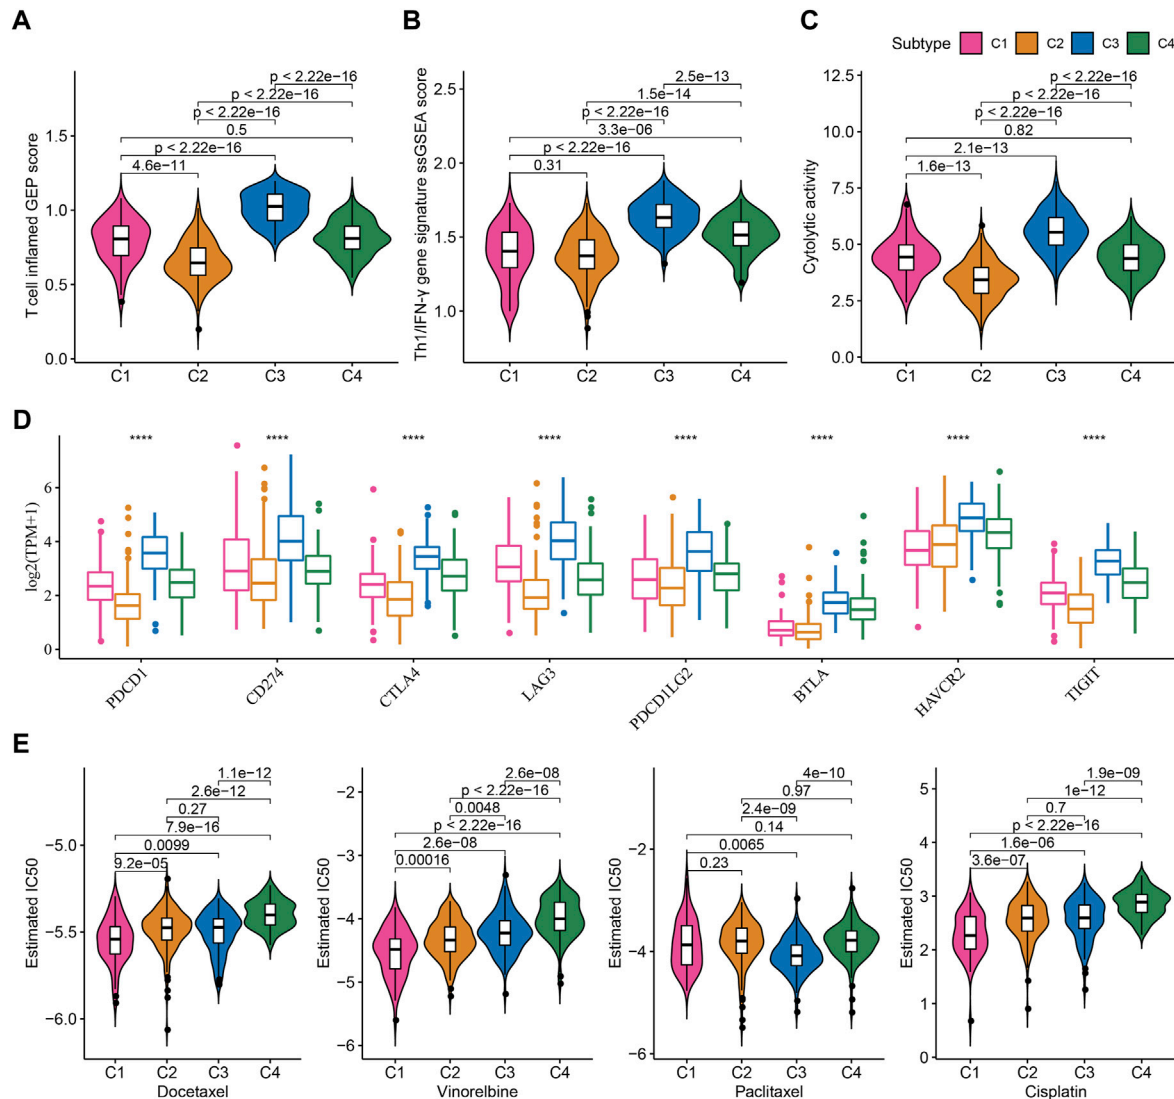 A
B
C
Subtype C1 C2 C3 C4
T cell inflamed GEP score
0.0
0.5
1.0
1.5
p < 2.22e−16
p < 2.22e−16
p < 2.22e−16
0.5
p < 2.22e−16
4.6e−11
C1 C2 C3 C4
Th1/IFN−γ gene signature ssGSEA score
1.0
1.5
2.0
2.5
2.5e−13
1.5e−14
p < 2.22e−16
3.3e−06
p < 2.22e−16
0.31
C1 C2 C3 C4
Cytolytic activity
0.0
2.5
5.0
7.5
10.0
12.5
p < 2.22e−16
p < 2.22e−16
p < 2.22e−16
0.82
2.1e−13
1.6e−13
C1 C2 C3 C4
D
log2(TPM+1)
0
2
4
6
**** **** **** **** **** **** **** ****
PDCD1 CD274 CTLA4 LAG3 PDCD1LG2 BTLA HAVCR2 TIGIT
E
Estimated IC50
−5.0
−5.5
−6.0
1.1e−12
2.6e−12
0.27
7.9e−16
0.0099
9.2e−05
C1 C2 C3 C4
Docetaxel
Estimated IC50
−2
−3
−4
−5
−6
2.6e−08
p < 2.22e−16
0.0048
p < 2.22e−16
2.6e−08
0.00016
C1 C2 C3 C4
Vinorelbine
Estimated IC50
−2
−4
−6
4e−10
0.97
2.4e−09
0.14
0.0065
0.23
C1 C2 C3 C4
Paclitaxel
Estimated IC50
5
4
3
2
1
0
1.9e−09
1e−12
0.7
p < 2.22e−16
1.6e−06
3.6e−07
C1 C2 C3 C4
Cisplatin